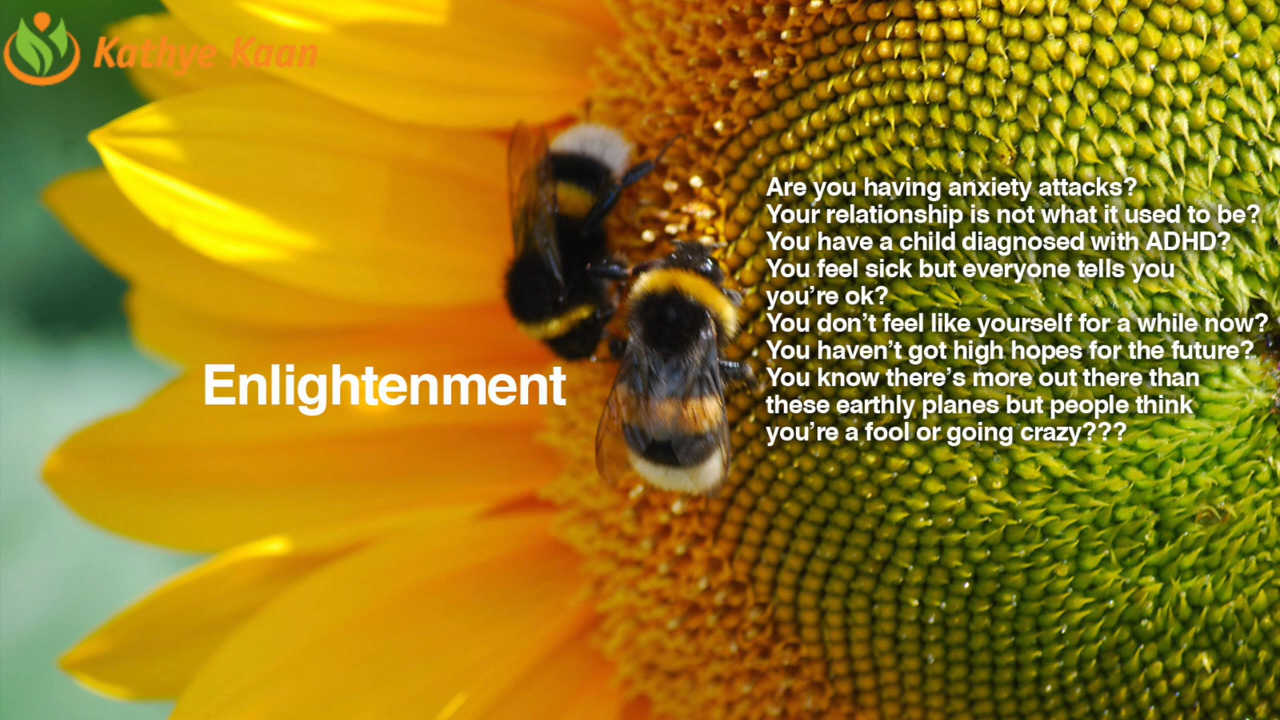 Kathye Kaan
Enlightenment
Are you having anxiety attacks?
Your relationship is not what it used to be?
You have a child diagnosed with ADHD?
You feel sick but everyone tells you
you’re ok?
You don’t feel like yourself for a while now?
You haven’t got high hopes for the future?
You know there’s more out there than
these earthly planes but people think
you’re a fool or going crazy???